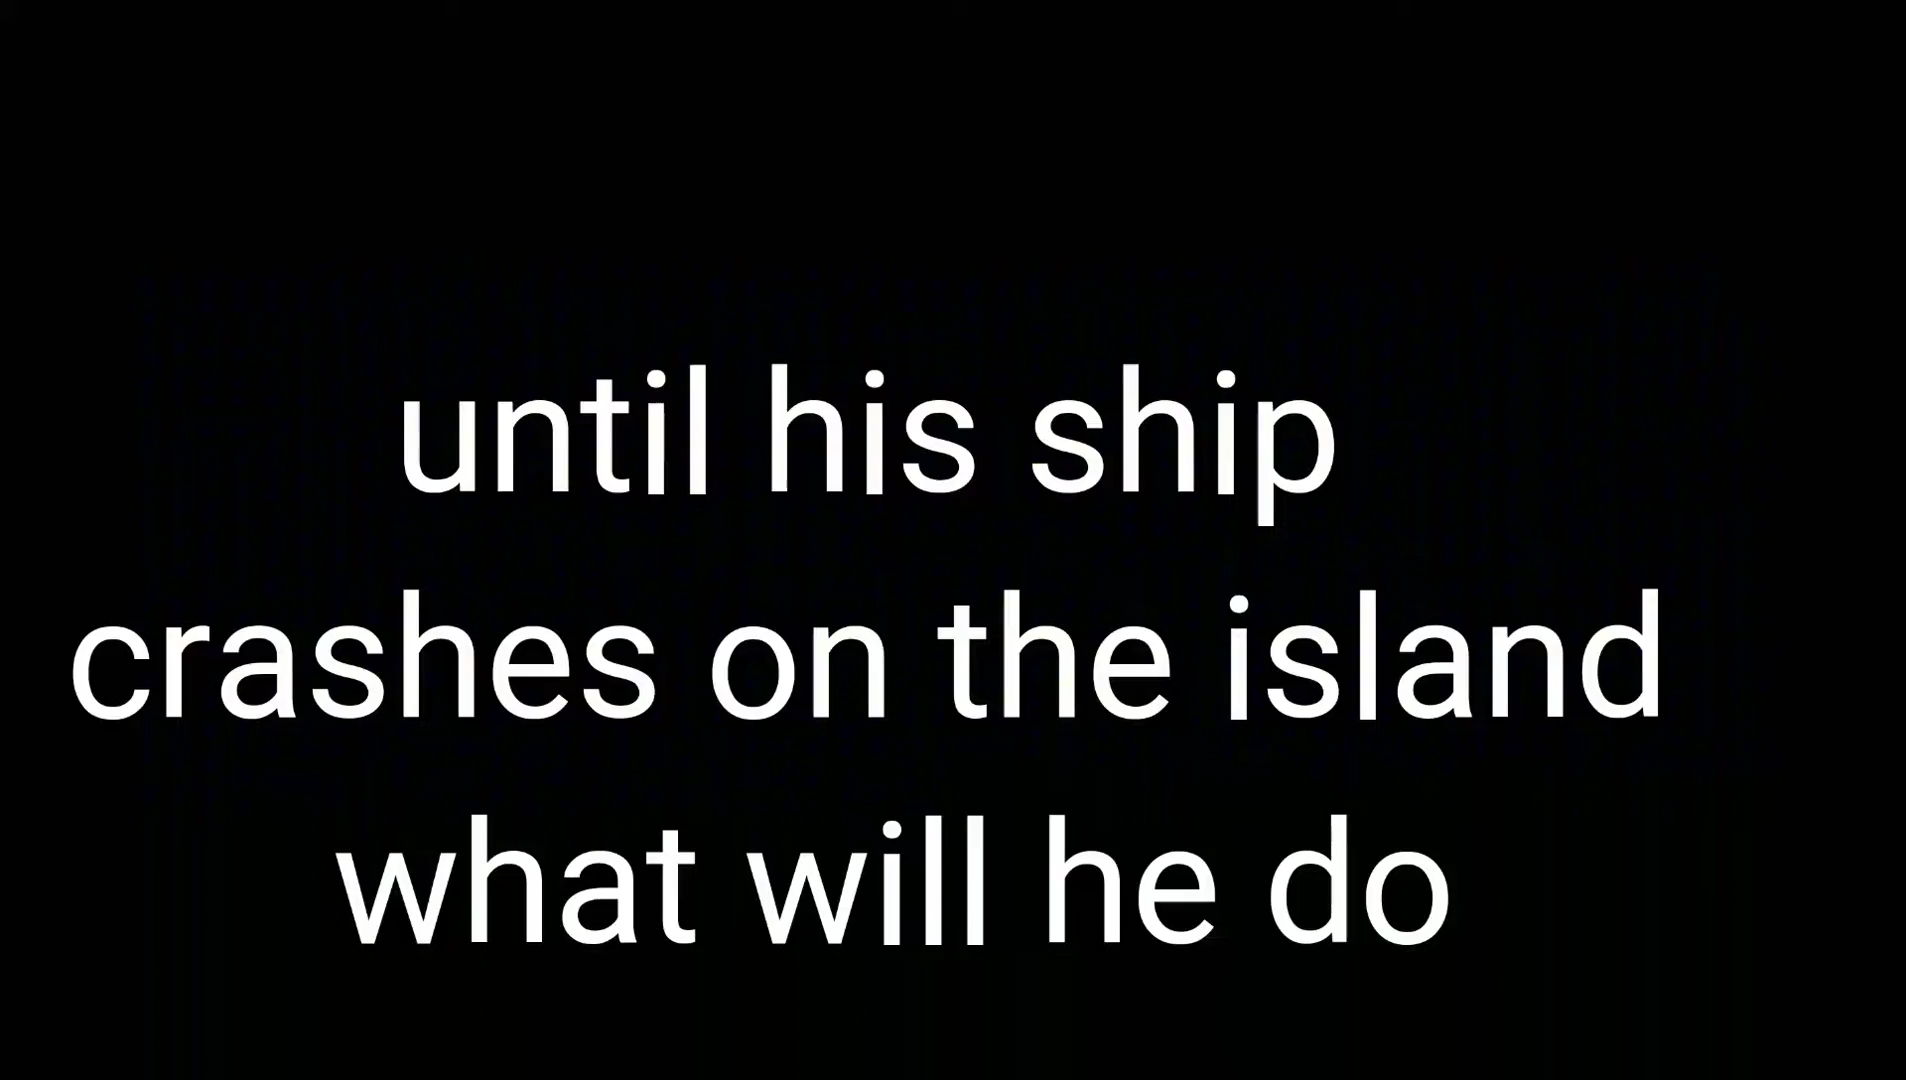 until his ship
crashes on the island
what will he do